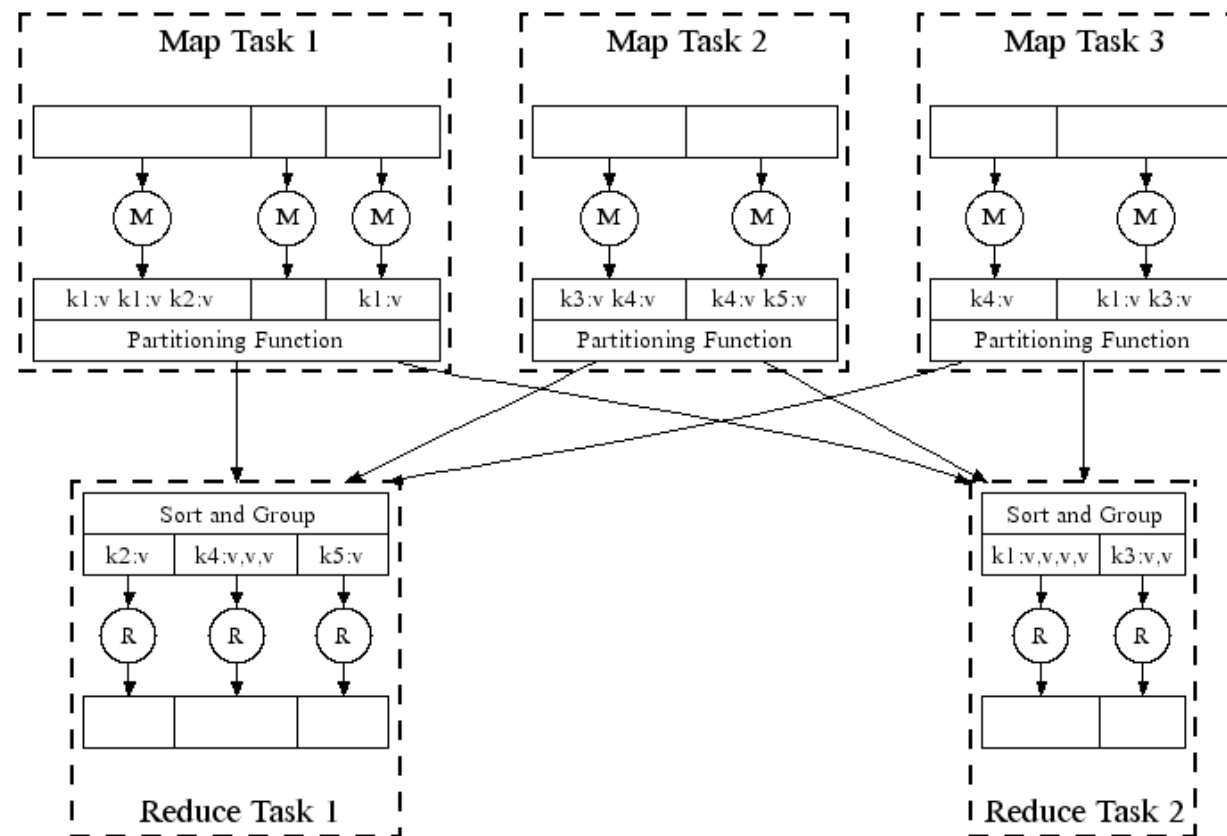 Map Task 1 Map Task 2 Map Task 3
M M M M M M M
k1:v k1:v k2:v k1:v k3:v k4:v k4:v k5:v k4:v k1:v k3:v
Partitioning Function Partitioning Function Partitioning Function
Sort and Group Sort and Group
k2:v k4:v,v,v k5:v k1:v,v,v,v k3:v,v
R R R R R
Reduce Task 1 Reduce Task 2